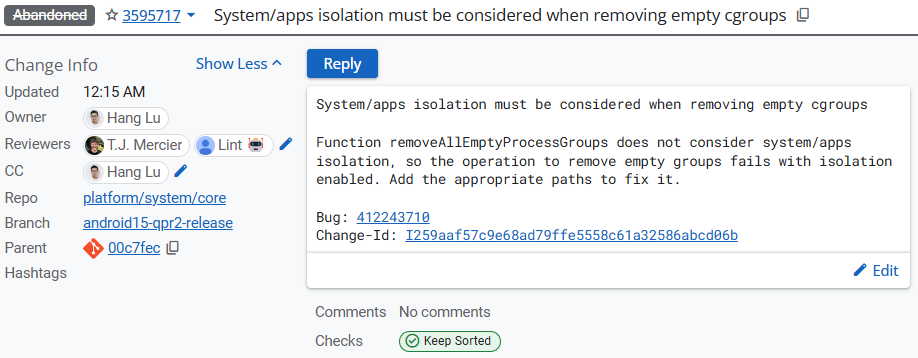 Abandoned 3595717 System/apps isolation must be considered when removing empty cgroups
Change Info Show Less
Updated 12:15 AM
Owner Hang Lu
Reviewers T.J. Mercier Lint
CC Hang Lu
Repo platform/system/core
Branch android15-qpr2-release
Parent 00c7fec
Hashtags
Reply
System/apps isolation must be considered when removing empty cgroups
Function removeAllEmptyProcessGroups does not consider system/apps
isolation, so the operation to remove empty groups fails with isolation
enabled. Add the appropriate paths to fix it.
Bug: 412243710
Change-Id: I259aaf57c9e68ad79ffe5558c61a32586abcd06b
Edit
Comments No comments
Checks Keep Sorted